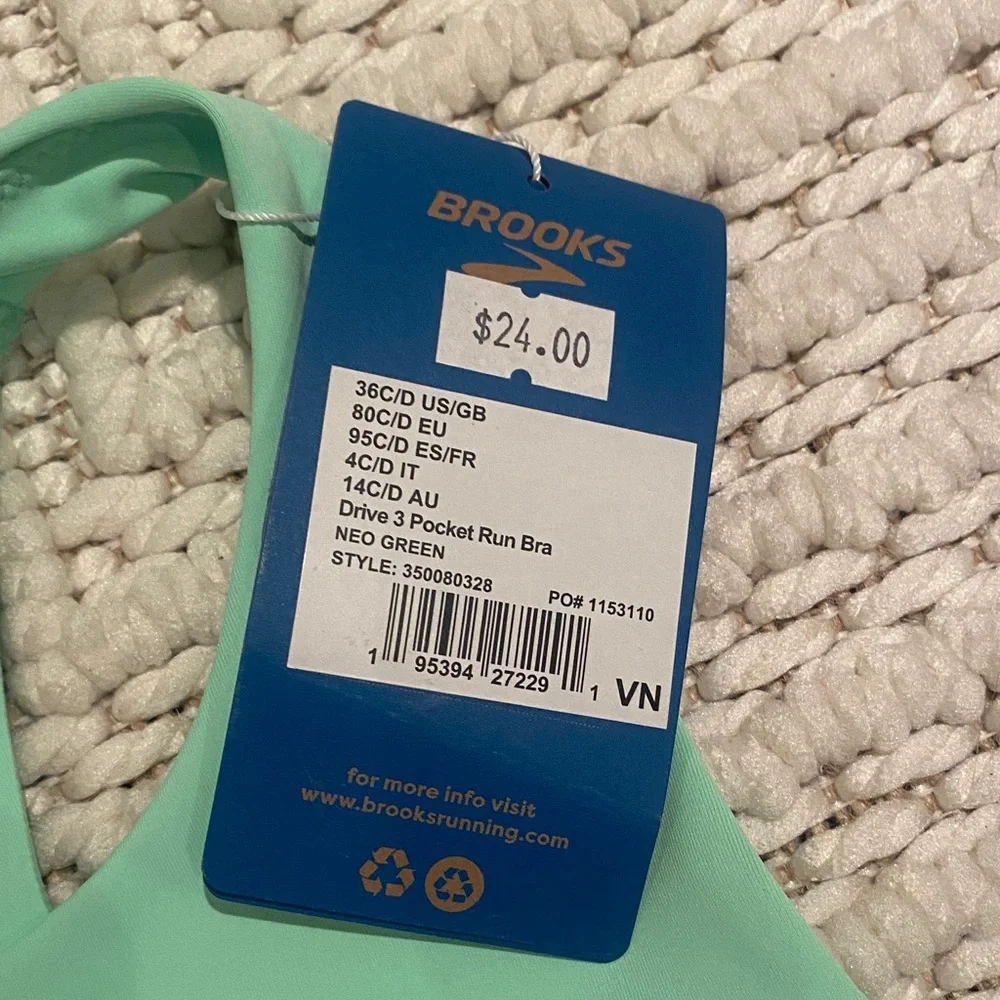 BROOKS
$24.00
36C/D US/GB
80C/D EU
95C/D ES/FR
4C/D IT
14C/D AU
Drive 3 Pocket Run Bra
NEO GREEN
STYLE: 350080328
PO# 1153110
1 95394 27229 1 VN
for more info visit
www.brooksrunning.com